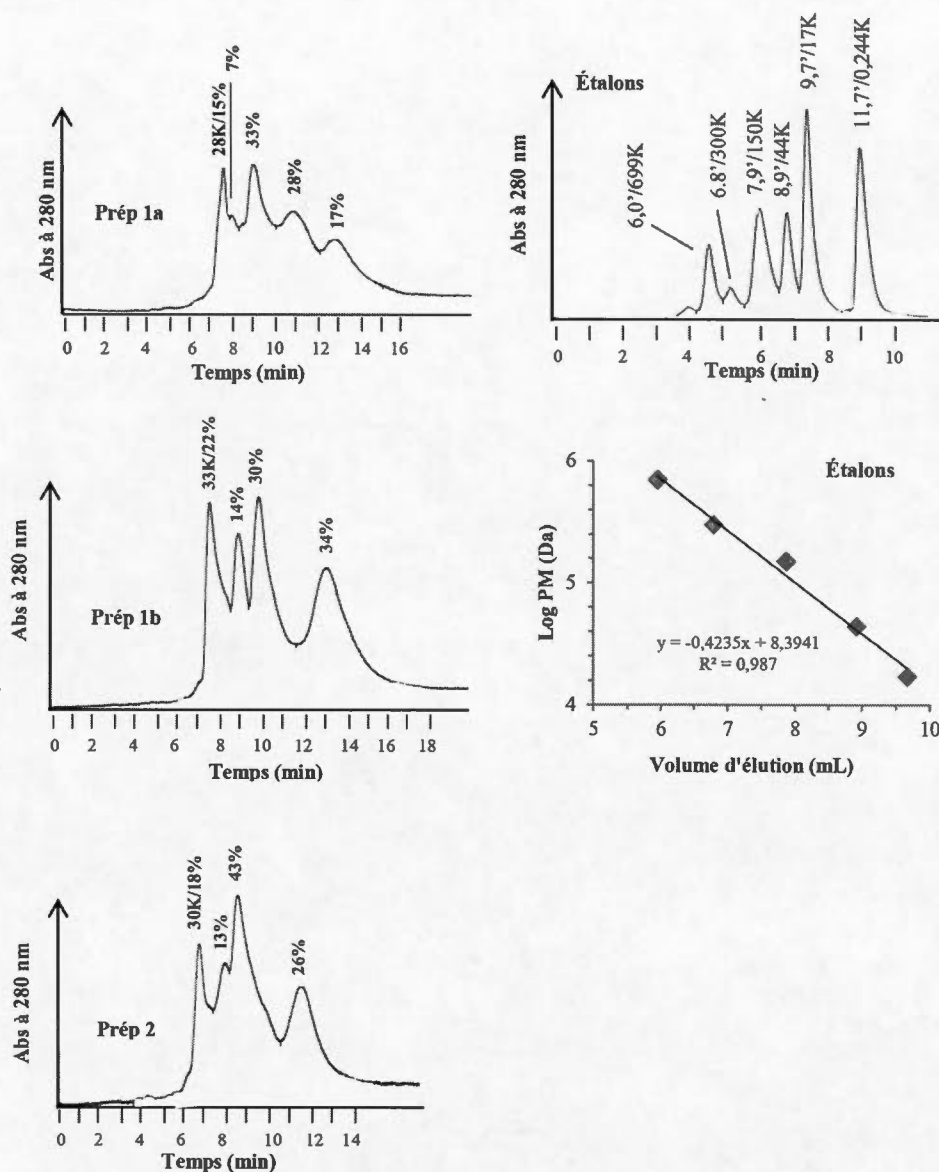 Abs à 280 nm
Prép 1a
28K/15%
7%
33%
28%
17%
0 2 4 6 7 8 9 10 12 14 16
Temps (min)
Étalons
Abs à 280 nm
6,0'/699K
6.8'/300K
7,9'/150K
8,9'/44K
9,7'/17K
11,7'/0,244K
0 2 4 6 8 10
Temps (min)
Abs à 280 nm
Prép 1b
33K/22%
14%
30%
34%
0 2 4 6 8 10 12 14 16 18
Temps (min)
Étalons
Log PM (Da)
6
5
4
y = -0,4235x + 8,3941
R² = 0,987
5 6 7 8 9 10
Volume d'élution (mL)
Abs à 280 nm
Prép 2
30K/18%
13%
43%
26%
0 2 4 6 8 10 12 14
Temps (min)